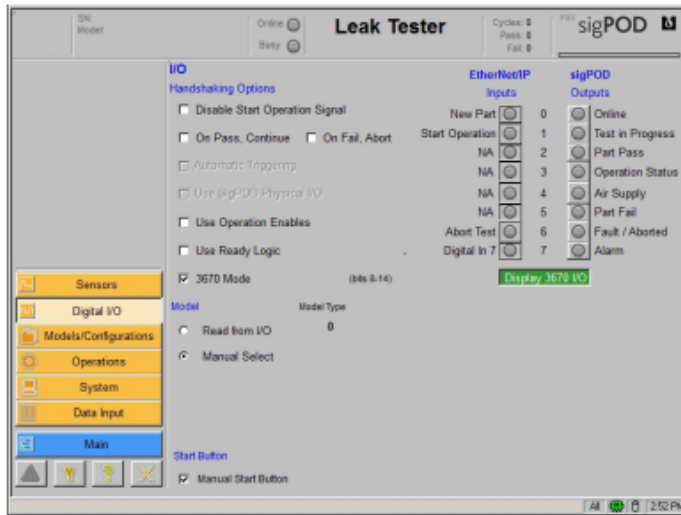 SN:
Model:
Online
Busy
Leak Tester
Cycles: 0
Pass: 0
Fail: 0
PSV
sigPOD
I/O
Handshaking Options
Disable Start Operation Signal
On Pass, Continue
On Fail, Abort
Automatic Triggering
Use SigPOD Physical I/O
Use Operation Enables
Use Ready Logic
3670 Mode
(bits 8-14)
EtherNet/IP
Inputs
sigPOD
Outputs
New Part 0 Online
Start Operation 1 Test in Progress
NA 2 Part Pass
NA 3 Operation Status
NA 4 Air Supply
NA 5 Part Fail
Abort Test 6 Fault / Aborted
Digital In 7 7 Alarm
Display 3670 I/O
Sensors
Digital I/O
Models/Configurations
Operations
System
Data Input
Main
Model
Model Type
Read from I/O
0
Manual Select
Start Button
Manual Start Button
All
2:52 PM